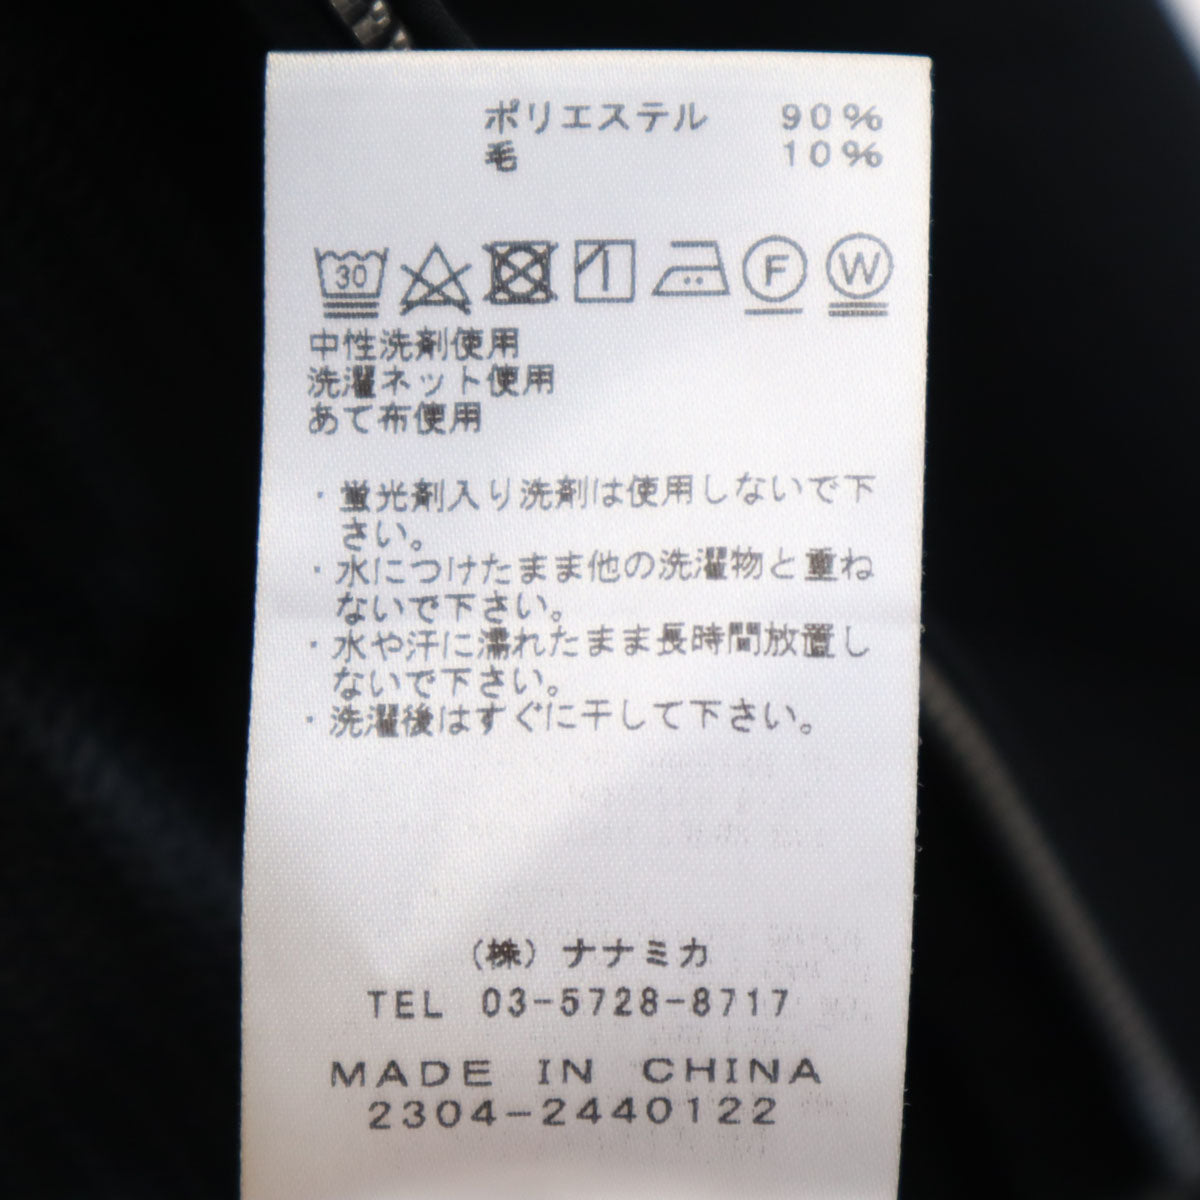 ポリエステル 90%
毛 10%
30 F W
中性洗剤使用
洗濯ネット使用
あて布使用
・蛍光剤入り洗剤は使用しないで下
さい。
・水につけたまま他の洗濯物と重ね
ないで下さい。
・水や汗に濡れたまま長時間放置し
ないで下さい。
・洗濯後はすぐに干して下さい。
(株)ナナミカ
TEL 03-5728-8717
MADE IN CHINA
2304-2440122